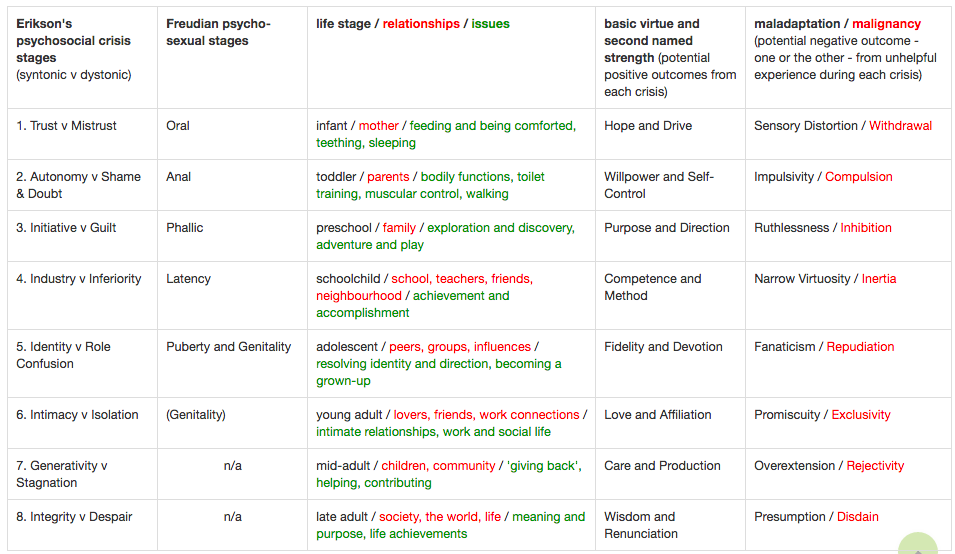 Erikson's
psychosocial crisis
stages
(syntonic v dystonic)
Freudian psycho-
sexual stages
life stage / relationships / issues
basic virtue and
second named
strength (potential
positive outcomes from
each crisis)
maladaptation / malignancy
(potential negative outcome -
one or the other - from unhelpful
experience during each crisis)
1. Trust v Mistrust
Oral
infant / mother / feeding and being comforted,
teething, sleeping
Hope and Drive
Sensory Distortion / Withdrawal
2. Autonomy v Shame
& Doubt
Anal
toddler / parents / bodily functions, toilet
training, muscular control, walking
Willpower and Self-
Control
Impulsivity / Compulsion
3. Initiative v Guilt
Phallic
preschool / family / exploration and discovery,
adventure and play
Purpose and Direction
Ruthlessness / Inhibition
4. Industry v Inferiority
Latency
schoolchild / school, teachers, friends,
neighbourhood / achievement and
accomplishment
Competence and
Method
Narrow Virtuosity / Inertia
5. Identity v Role
Confusion
Puberty and Genitality
adolescent / peers, groups, influences /
resolving identity and direction, becoming a
grown-up
Fidelity and Devotion
Fanaticism / Repudiation
6. Intimacy v Isolation
(Genitality)
young adult / lovers, friends, work connections /
intimate relationships, work and social life
Love and Affiliation
Promiscuity / Exclusivity
7. Generativity v
Stagnation
n/a
mid-adult / children, community / 'giving back',
helping, contributing
Care and Production
Overextension / Rejectivity
8. Integrity v Despair
n/a
late adult / society, the world, life / meaning and
purpose, life achievements
Wisdom and
Renunciation
Presumption / Disdain